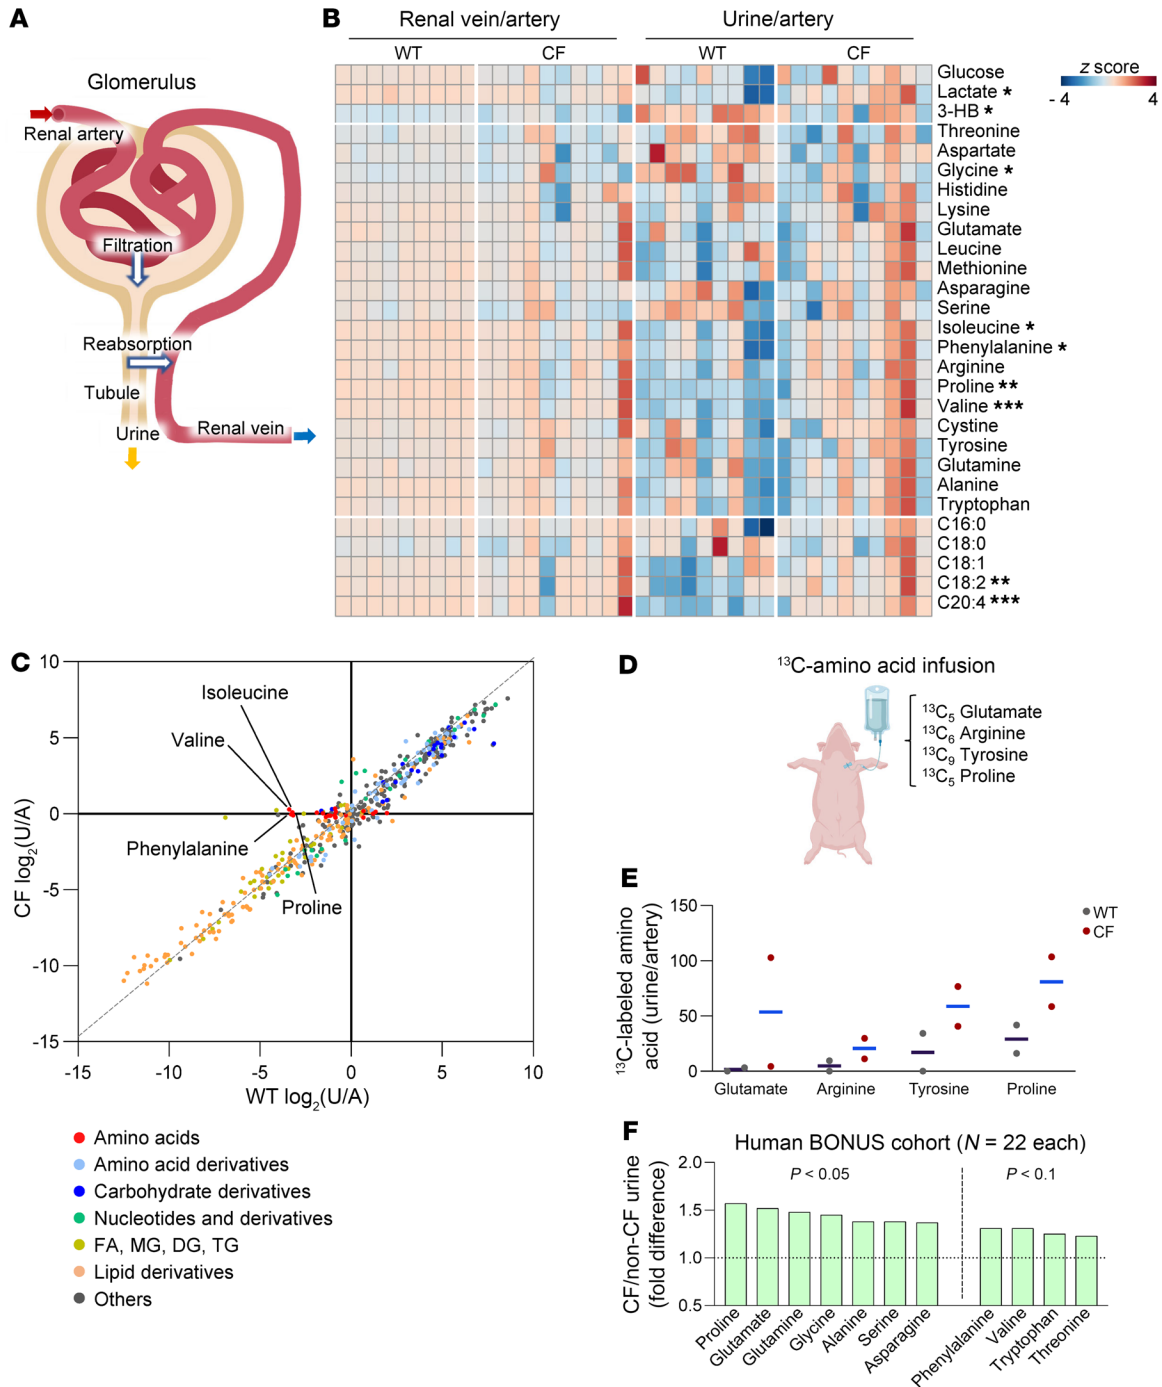 A
Glomerulus
Renal artery
Filtration
Reabsorption
Tubule
Urine
Renal vein
B
Renal vein/artery
Urine/artery
WT
CF
WT
CF
z score
- 4
4
Glucose
Lactate *
3-HB *
Threonine
Aspartate
Glycine *
Histidine
Lysine
Glutamate
Leucine
Methionine
Asparagine
Serine
Isoleucine *
Phenylalanine *
Arginine
Proline **
Valine ***
Cystine
Tyrosine
Glutamine
Alanine
Tryptophan
C16:0
C18:0
C18:1
C18:2 **
C20:4 ***
C
CF log₂(U/A)
10
5
0
-5
-10
-15
Isoleucine
Valine
Phenylalanine
Proline
-15
-10
-5
0
5
10
WT log₂(U/A)
Amino acids
Amino acid derivatives
Carbohydrate derivatives
Nucleotides and derivatives
FA, MG, DG, TG
Lipid derivatives
Others
D
¹³C-amino acid infusion
¹³C₅ Glutamate
¹³C₆ Arginine
¹³C₉ Tyrosine
¹³C₅ Proline
E
¹³C-labeled amino
acid (urine/artery)
150
100
50
0
WT
CF
Glutamate
Arginine
Tyrosine
Proline
F
Human BONUS cohort (N = 22 each)
CF/non-CF urine
(fold difference)
2.0
1.5
1.0
0.5
P < 0.05
P < 0.1
Proline
Glutamate
Glutamine
Glycine
Alanine
Serine
Asparagine
Phenylalanine
Valine
Tryptophan
Threonine